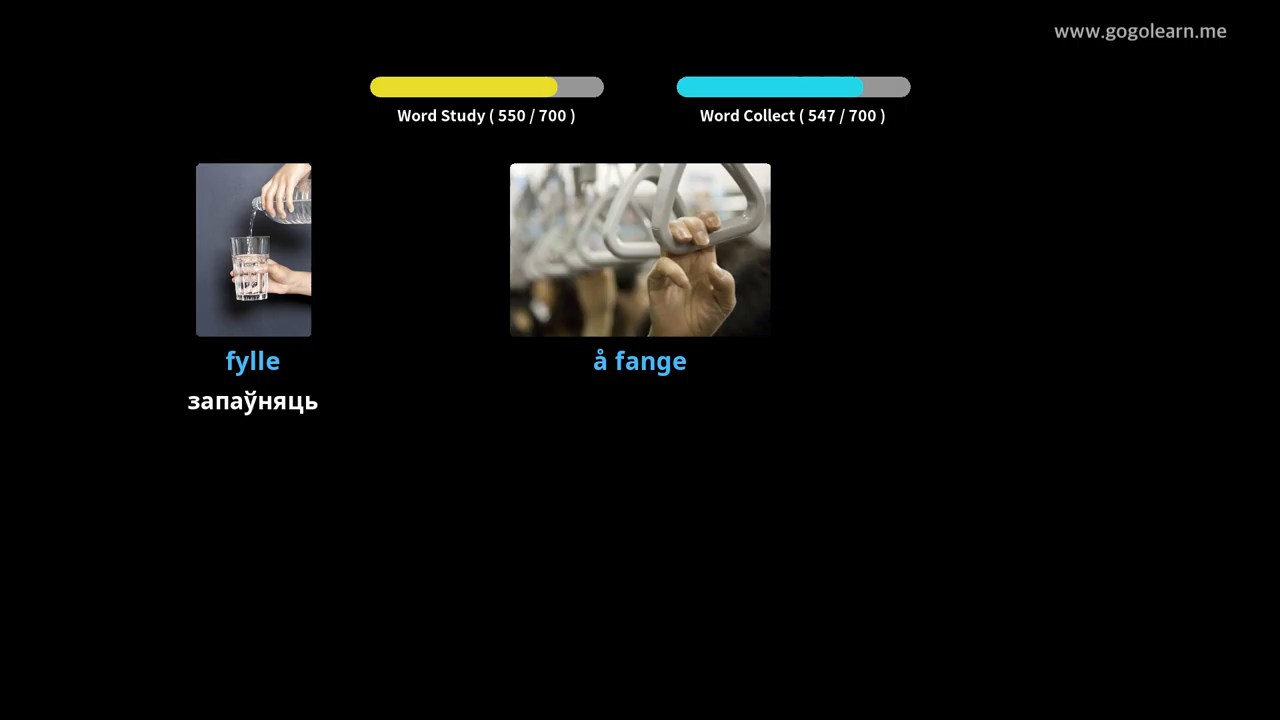 www.gogolearn.me
Word Study ( 550 / 700 )
Word Collect ( 547 / 700 )
fylle
å fange
запаўняць